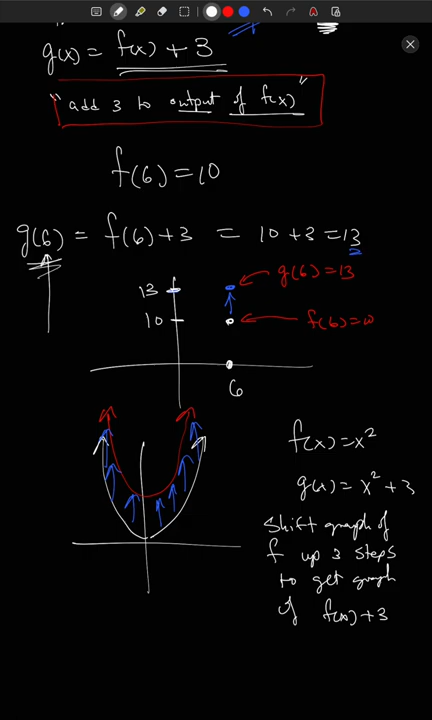 g(x) = f(x) + 3
"add 3 to output of f(x)"
f(6) = 10
g(6) = f(6) + 3 = 10 + 3 = 13
13
g(6) = 13
10
f(6) = 10
6
f(x) = x²
g(x) = x² + 3
Shift graph of
f up 3 steps
to get graph
of f(x) + 3